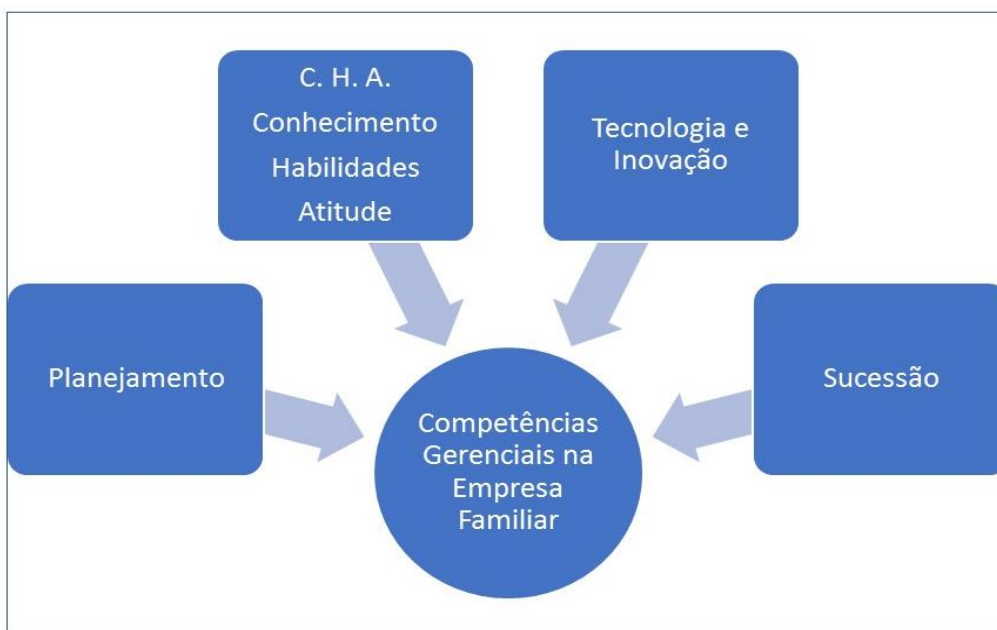 C. H. A.
Conhecimento
Habilidades
Atitude
Tecnologia e
Inovação
Planejamento
Sucessão
Competências
Gerenciais na
Empresa
Familiar